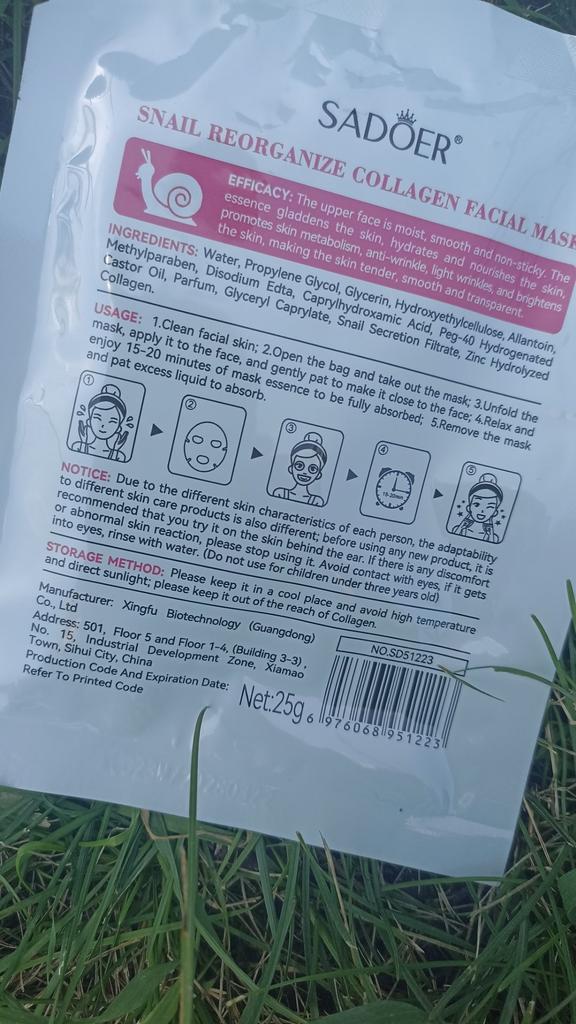 SADOER®
SNAIL REORGANIZE COLLAGEN FACIAL MASK
EFFICACY: The upper face is moist, smooth and non-sticky. The
essence gladdens the skin, hydrates and nourishes the skin,
promotes skin metabolism, anti-wrinkle, light wrinkles, and brightens
the skin, making the skin tender, smooth and transparent.
INGREDIENTS: Water, Propylene Glycol, Glycerin, Hydroxyethylcellulose, Allantoin,
Methylparaben, Disodium Edta, Caprylhydroxamic Acid, Peg-40 Hydrogenated
Castor Oil, Parfum, Glyceryl Caprylate, Snail Secretion Filtrate, Zinc Hydrolyzed
Collagen.
USAGE: 1.Clean facial skin; 2.Open the bag and take out the mask; 3.Unfold the
mask, apply it to the face, and gently pat to make it close to the face; 4.Relax and
enjoy 15-20 minutes of mask essence to be fully absorbed; 5.Remove the mask
and pat excess liquid to absorb.
① ② ③ ④ ⑤
15-20min
NOTICE: Due to the different skin characteristics of each person, the adaptability
to different skin care products is also different; before using any new product, it is
recommended that you try it on the skin behind the ear. If there is any discomfort
or abnormal skin reaction, please stop using it. Avoid contact with eyes, if it gets
into eyes, rinse with water. (Do not use for children under three years old)
STORAGE METHOD: Please keep it in a cool place and avoid high temperature
and direct sunlight; please keep it out of the reach of Collagen.
Manufacturer: Xingfu Biotechnology (Guangdong)
Co., Ltd
Address: 501, Floor 5 and Floor 1-4, (Building 3-3),
No. 15, Industrial Development Zone, Xiamao
Town, Sihui City, China
Production Code And Expiration Date:
Refer To Printed Code
Net:25g
NO.SD51223
6 976068 951223